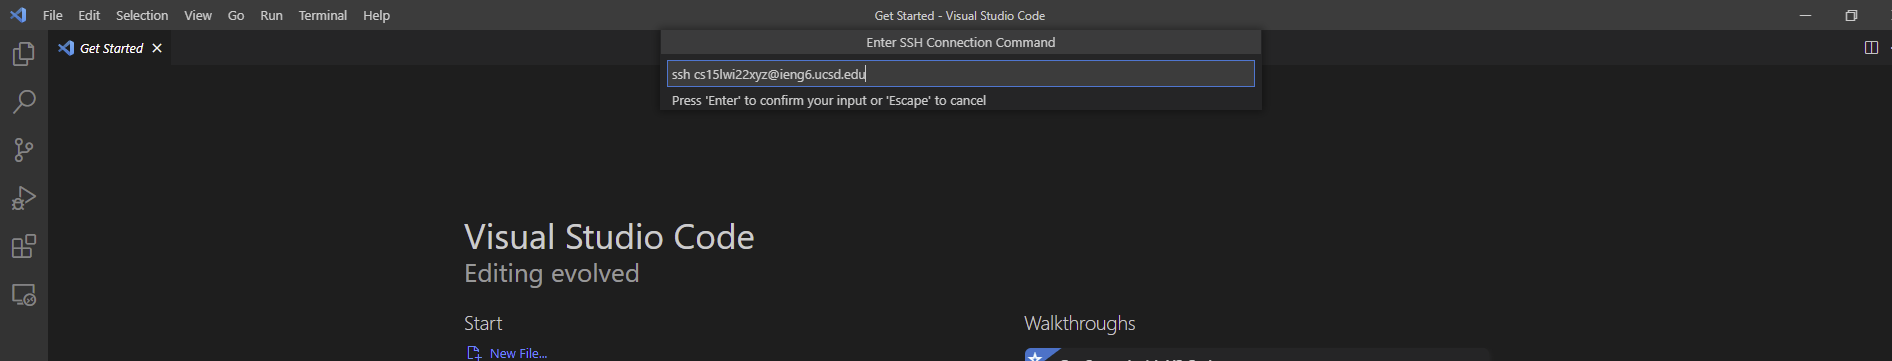 File Edit Selection View Go Run Terminal Help
Get Started - Visual Studio Code
Get Started
Enter SSH Connection Command
ssh cs15lwi22xyz@ieng6.ucsd.edu
Press 'Enter' to confirm your input or 'Escape' to cancel
Visual Studio Code
Editing evolved
Start
Walkthroughs
New File...